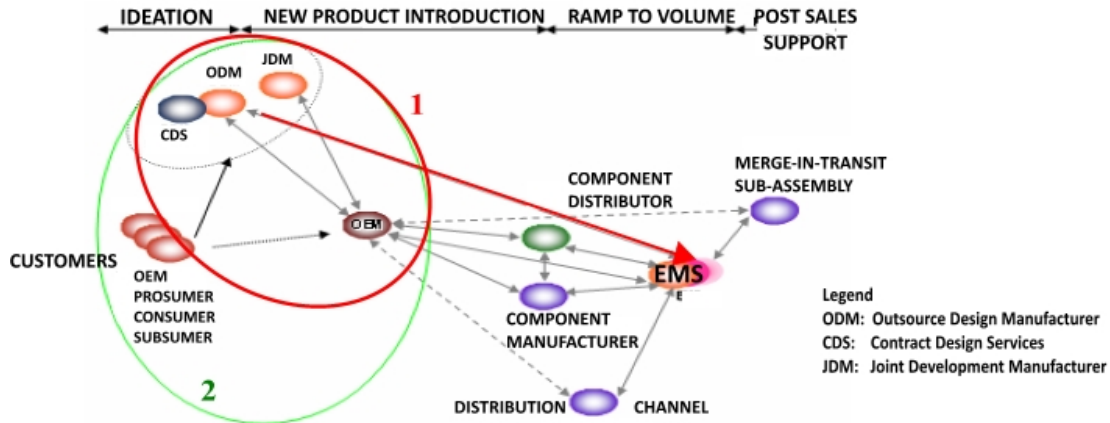 IDEATION
NEW PRODUCT INTRODUCTION
RAMP TO VOLUME
POST SALES
SUPPORT
JDM
ODM
1
CDS
MERGE-IN-TRANSIT
SUB-ASSEMBLY
COMPONENT
DISTRIBUTOR
OEM
CUSTOMERS
OEM
PROSUMER
CONSUMER
SUBSUMER
EMS
E
COMPONENT
MANUFACTURER
Legend
ODM: Outsource Design Manufacturer
CDS: Contract Design Services
JDM: Joint Development Manufacturer
2
DISTRIBUTION CHANNEL